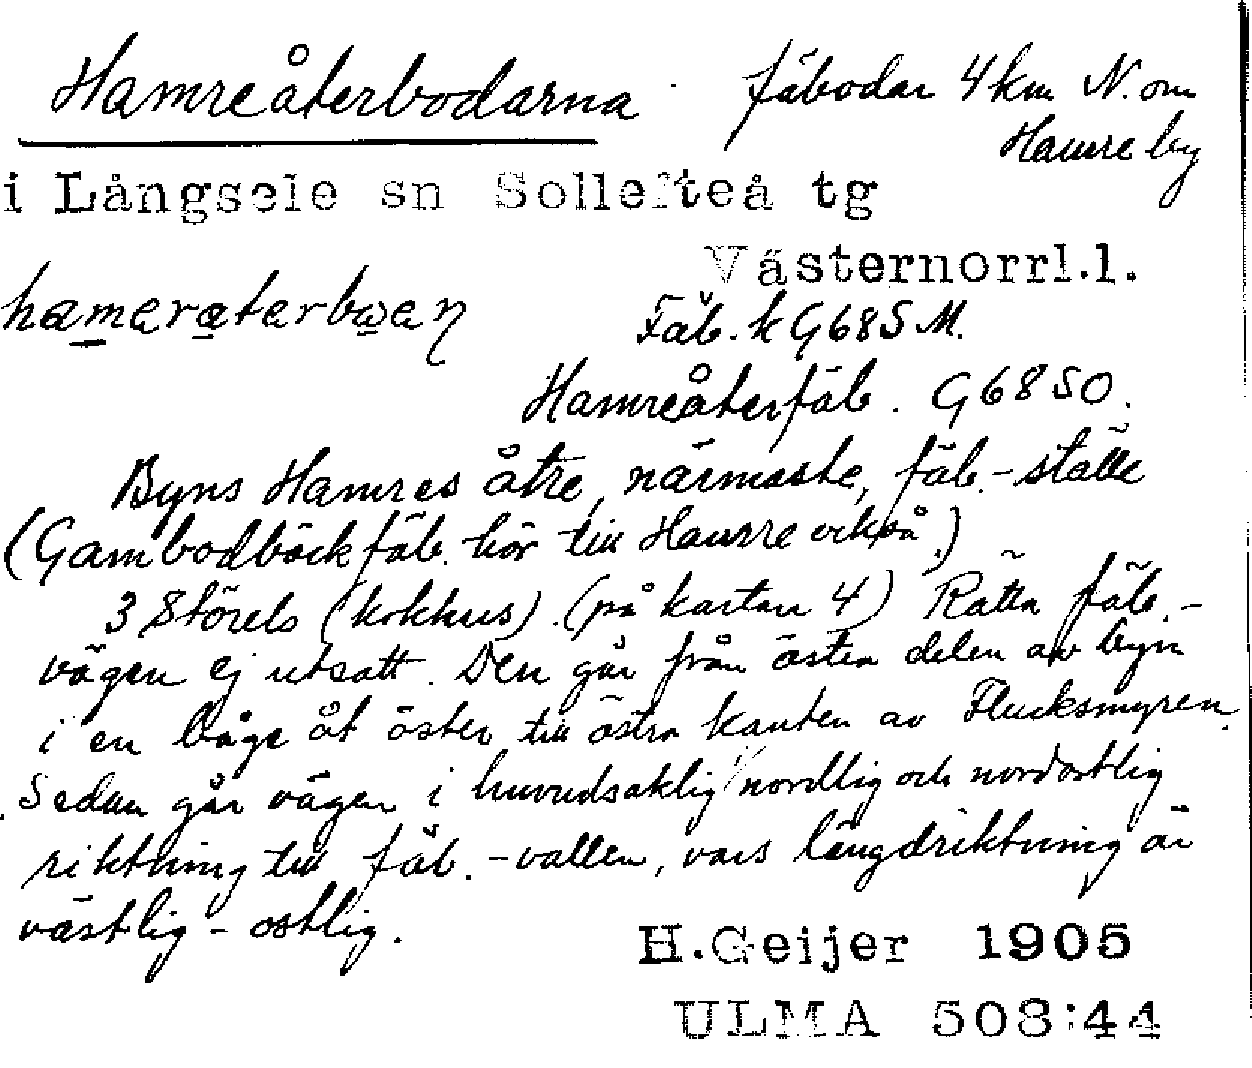 Hamreåterbodarna fäbodar 4 km N. om
Hamre by
i Långsele sn Sollefteå tg
Västernorrl.l.
hameråterbωen
Fäb. k G68SM.
Hamreåterfäb. G68SO.
Byns Hamres åtre, närmaste, fäb.-ställe
(Gambodbäckfäb. hör till Hamre också.)
3 Störels (kokhus). (på kartan 4) Rätta fäb.-
vägen ej utsatt. Den går från östra delen av byn
i en båge åt öster till östra kanten av Flucksmyren.
Sedan går vägen i huvudsaklig nordlig och nordostlig
riktning till fäb.-vallen, vars längdriktning är
västlig - ostlig.
H.Geijer 1905
ULMA 508:44